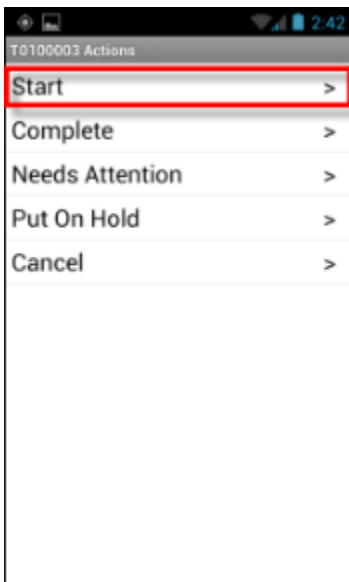 2:42
T0100003 Actions
Start >
Complete >
Needs Attention >
Put On Hold >
Cancel >